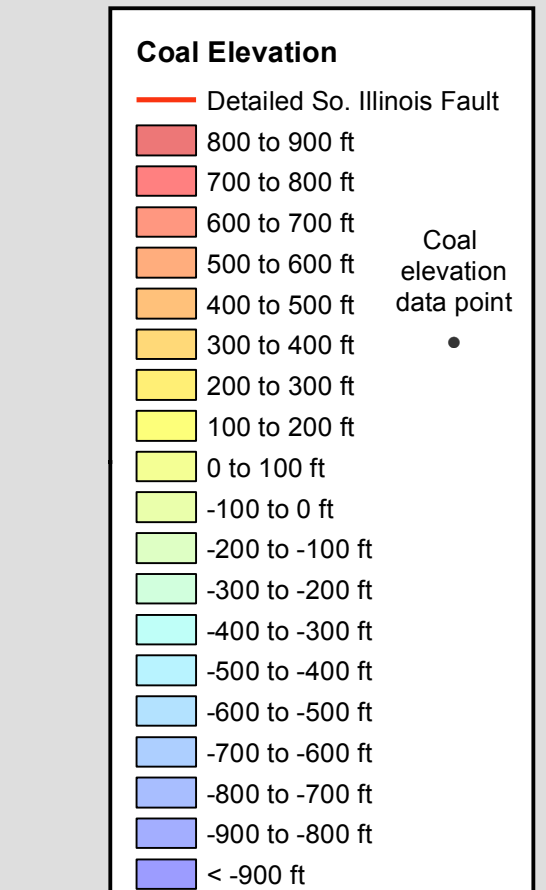 Coal Elevation
Detailed So. Illinois Fault
800 to 900 ft
700 to 800 ft
600 to 700 ft
500 to 600 ft
400 to 500 ft
300 to 400 ft
200 to 300 ft
100 to 200 ft
0 to 100 ft
-100 to 0 ft
-200 to -100 ft
-300 to -200 ft
-400 to -300 ft
-500 to -400 ft
-600 to -500 ft
-700 to -600 ft
-800 to -700 ft
-900 to -800 ft
< -900 ft
Coal
elevation
data point